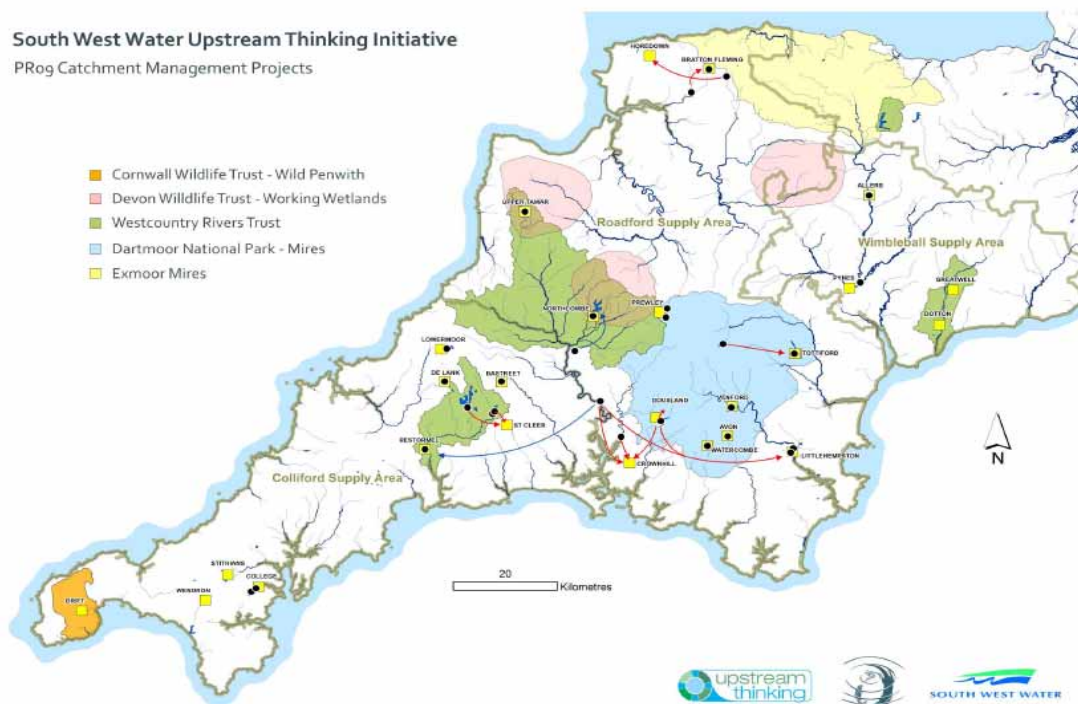 South West Water Upstream Thinking Initiative
PR09 Catchment Management Projects
Cornwall Wildlife Trust - Wild Penwith
Devon Willdlife Trust - Working Wetlands
Westcountry Rivers Trust
Dartmoor National Park - Mires
Exmoor Mires
HOREDOWN
BRATTON FLEMING
ALLERS
UPPER TAMAR
Roadford Supply Area
Wimbleball Supply Area
PYNES
GREATWELL
DOTTON
NORTHCOMBE
PREWLEY
LOWERMOOR
TOTTIFORD
DE LANK
BASTREET
DOUSLAND
VENFORD
ST CLEER
AVON
RESTORMEL
WATERCOMBE
LITTLEHEMPSTON
CROWNHILL
Colliford Supply Area
N
STITHIANS
COLLEGE
WENDRON
DRIFT
20
Kilometres
upstream
thinking
SOUTH WEST WATER